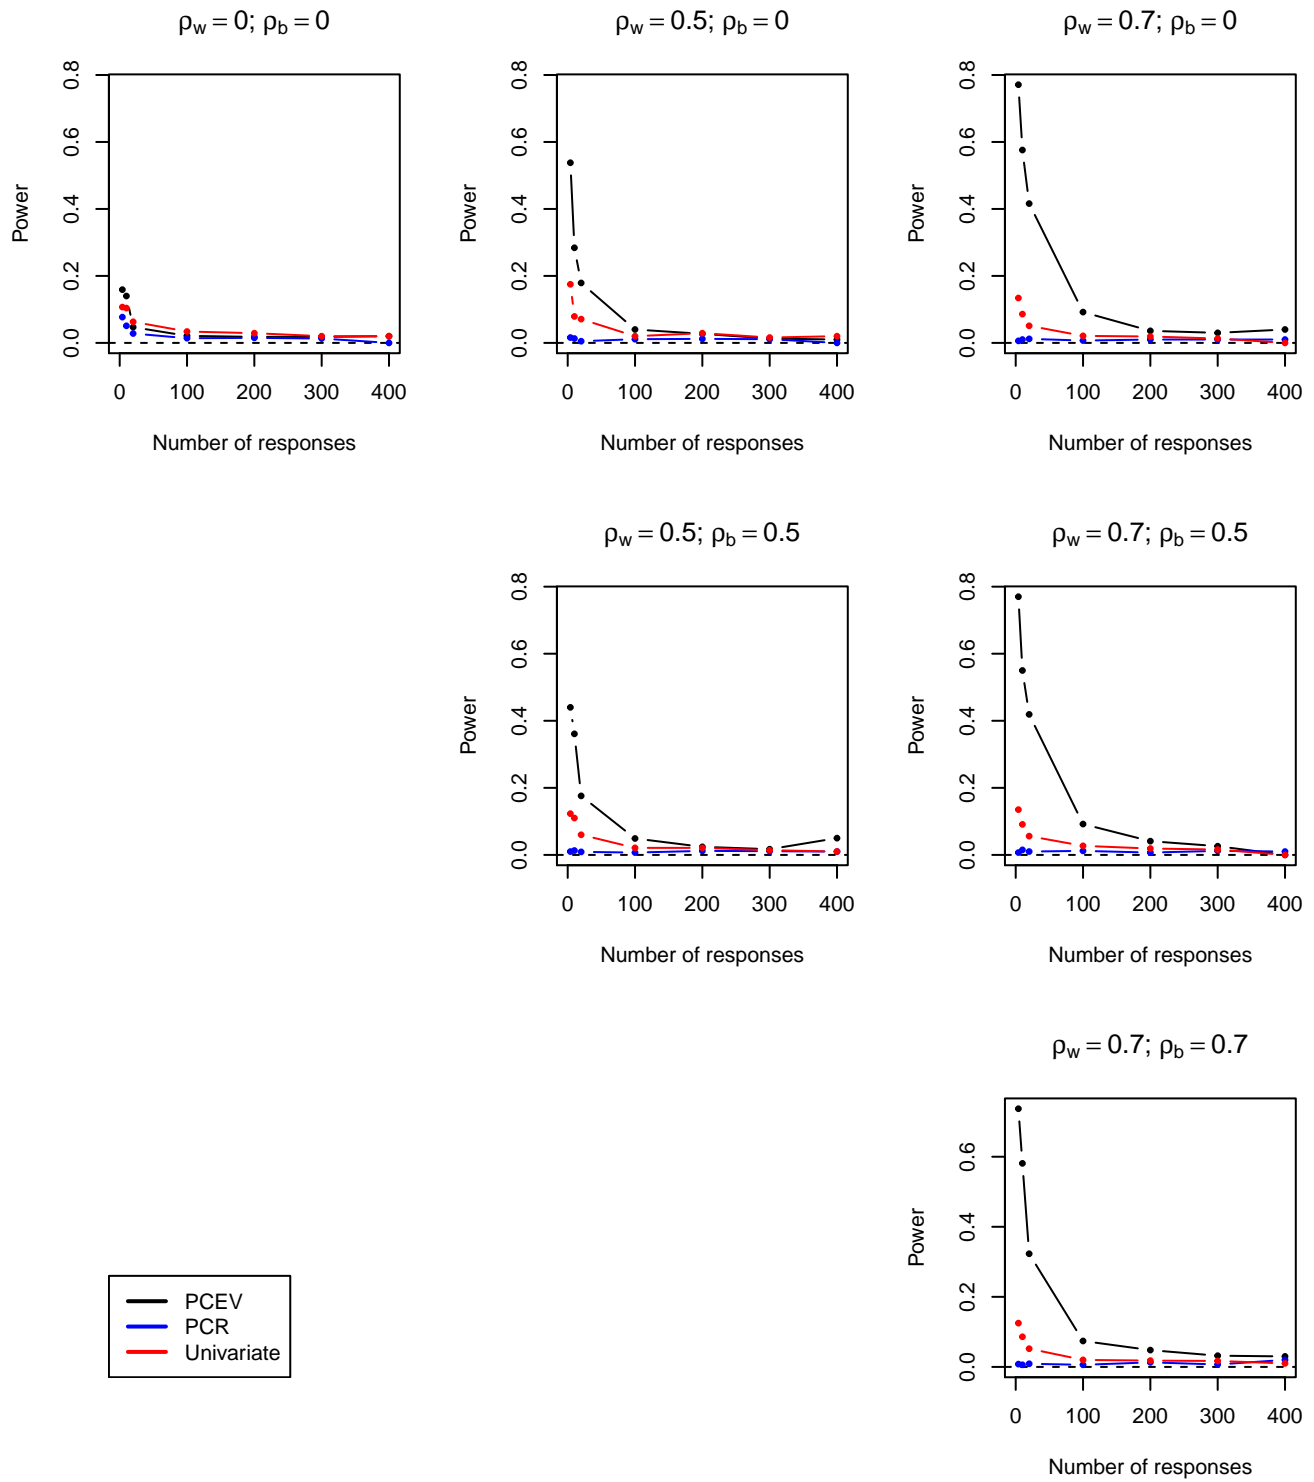 ρw = 0; ρb = 0
Power
0.0 0.2 0.4 0.6 0.8
0 100 200 300 400
Number of responses
ρw = 0.5; ρb = 0
Power
0.0 0.2 0.4 0.6 0.8
0 100 200 300 400
Number of responses
ρw = 0.7; ρb = 0
Power
0.0 0.2 0.4 0.6 0.8
0 100 200 300 400
Number of responses
ρw = 0.5; ρb = 0.5
Power
0.0 0.2 0.4 0.6 0.8
0 100 200 300 400
Number of responses
ρw = 0.7; ρb = 0.5
Power
0.0 0.2 0.4 0.6 0.8
0 100 200 300 400
Number of responses
ρw = 0.7; ρb = 0.7
Power
0.0 0.2 0.4 0.6
0 100 200 300 400
Number of responses
PCEV
PCR
Univariate